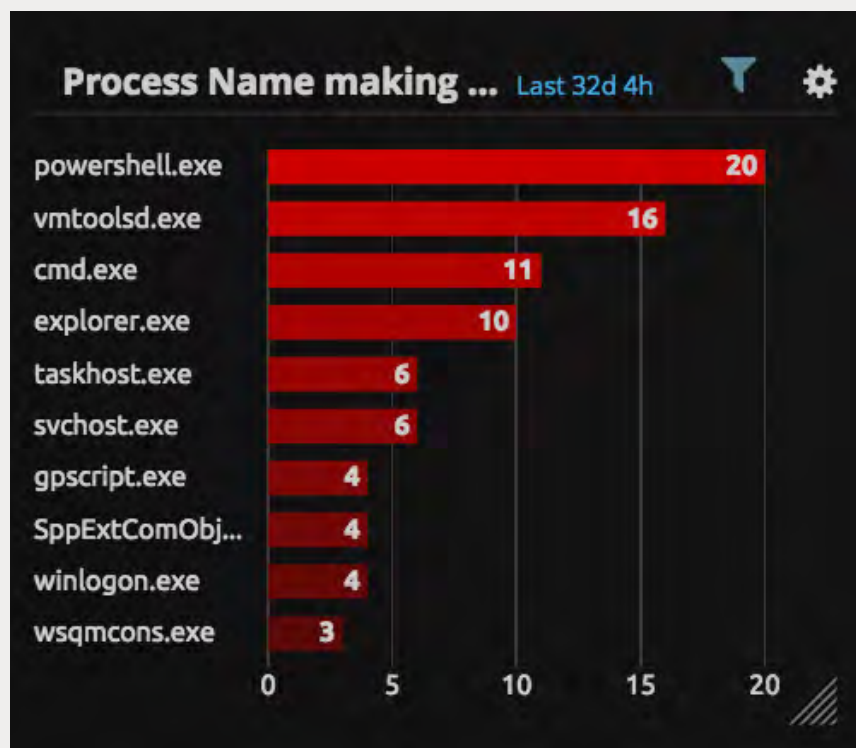 Process Name making ... Last 32d 4h
powershell.exe 20
vmtoolsd.exe 16
cmd.exe 11
explorer.exe 10
taskhost.exe 6
svchost.exe 6
gpscript.exe 4
SppExtComObj... 4
winlogon.exe 4
wsqmcons.exe 3
0 5 10 15 20